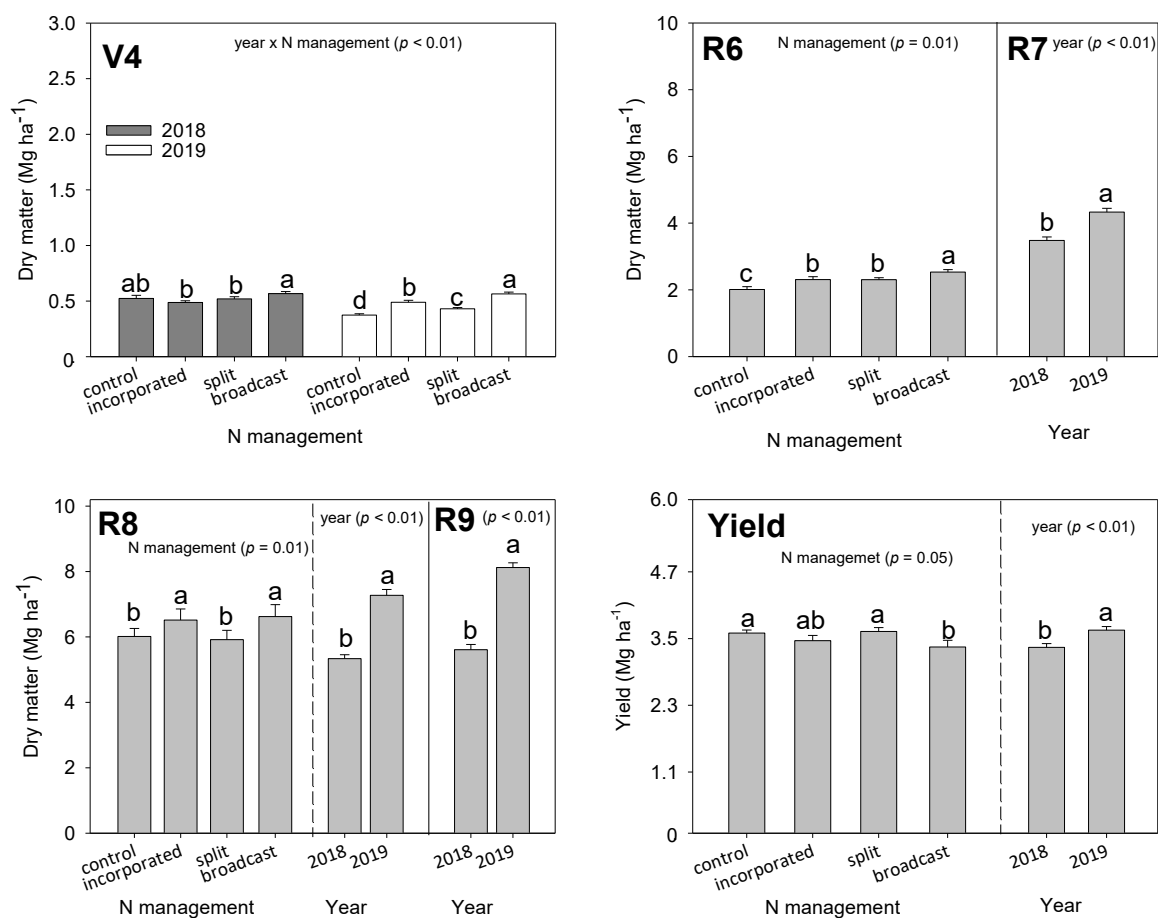 V4
year x N management (p < 0.01)
2018
2019
Dry matter (Mg ha⁻¹)
3.0
2.5
2.0
1.5
1.0
0.5
0.
ab
b
b
a
d
b
c
a
control
incorporated
split
broadcast
control
incorporated
split
broadcast
N management
R6
N management (p = 0.01)
R7
year (p < 0.01)
Dry matter (Mg ha⁻¹)
10
8
6
4
2
0
c
b
b
a
b
a
control
incorporated
split
broadcast
2018
2019
N management
Year
R8
N management (p = 0.01)
year (p < 0.01)
R9
(p < 0.01)
Dry matter (Mg ha⁻¹)
10
8
6
4
2
0
b
a
b
a
b
a
b
a
control
incorporated
split
broadcast
2018
2019
2018
2019
N management
Year
Year
Yield
N managemet (p = 0.05)
year (p < 0.01)
Yield (Mg ha⁻¹)
6.0
4.7
3.5
2.3
1.1
0
a
ab
a
b
b
a
control
incorporated
split
broadcast
2018
2019
N management
Year